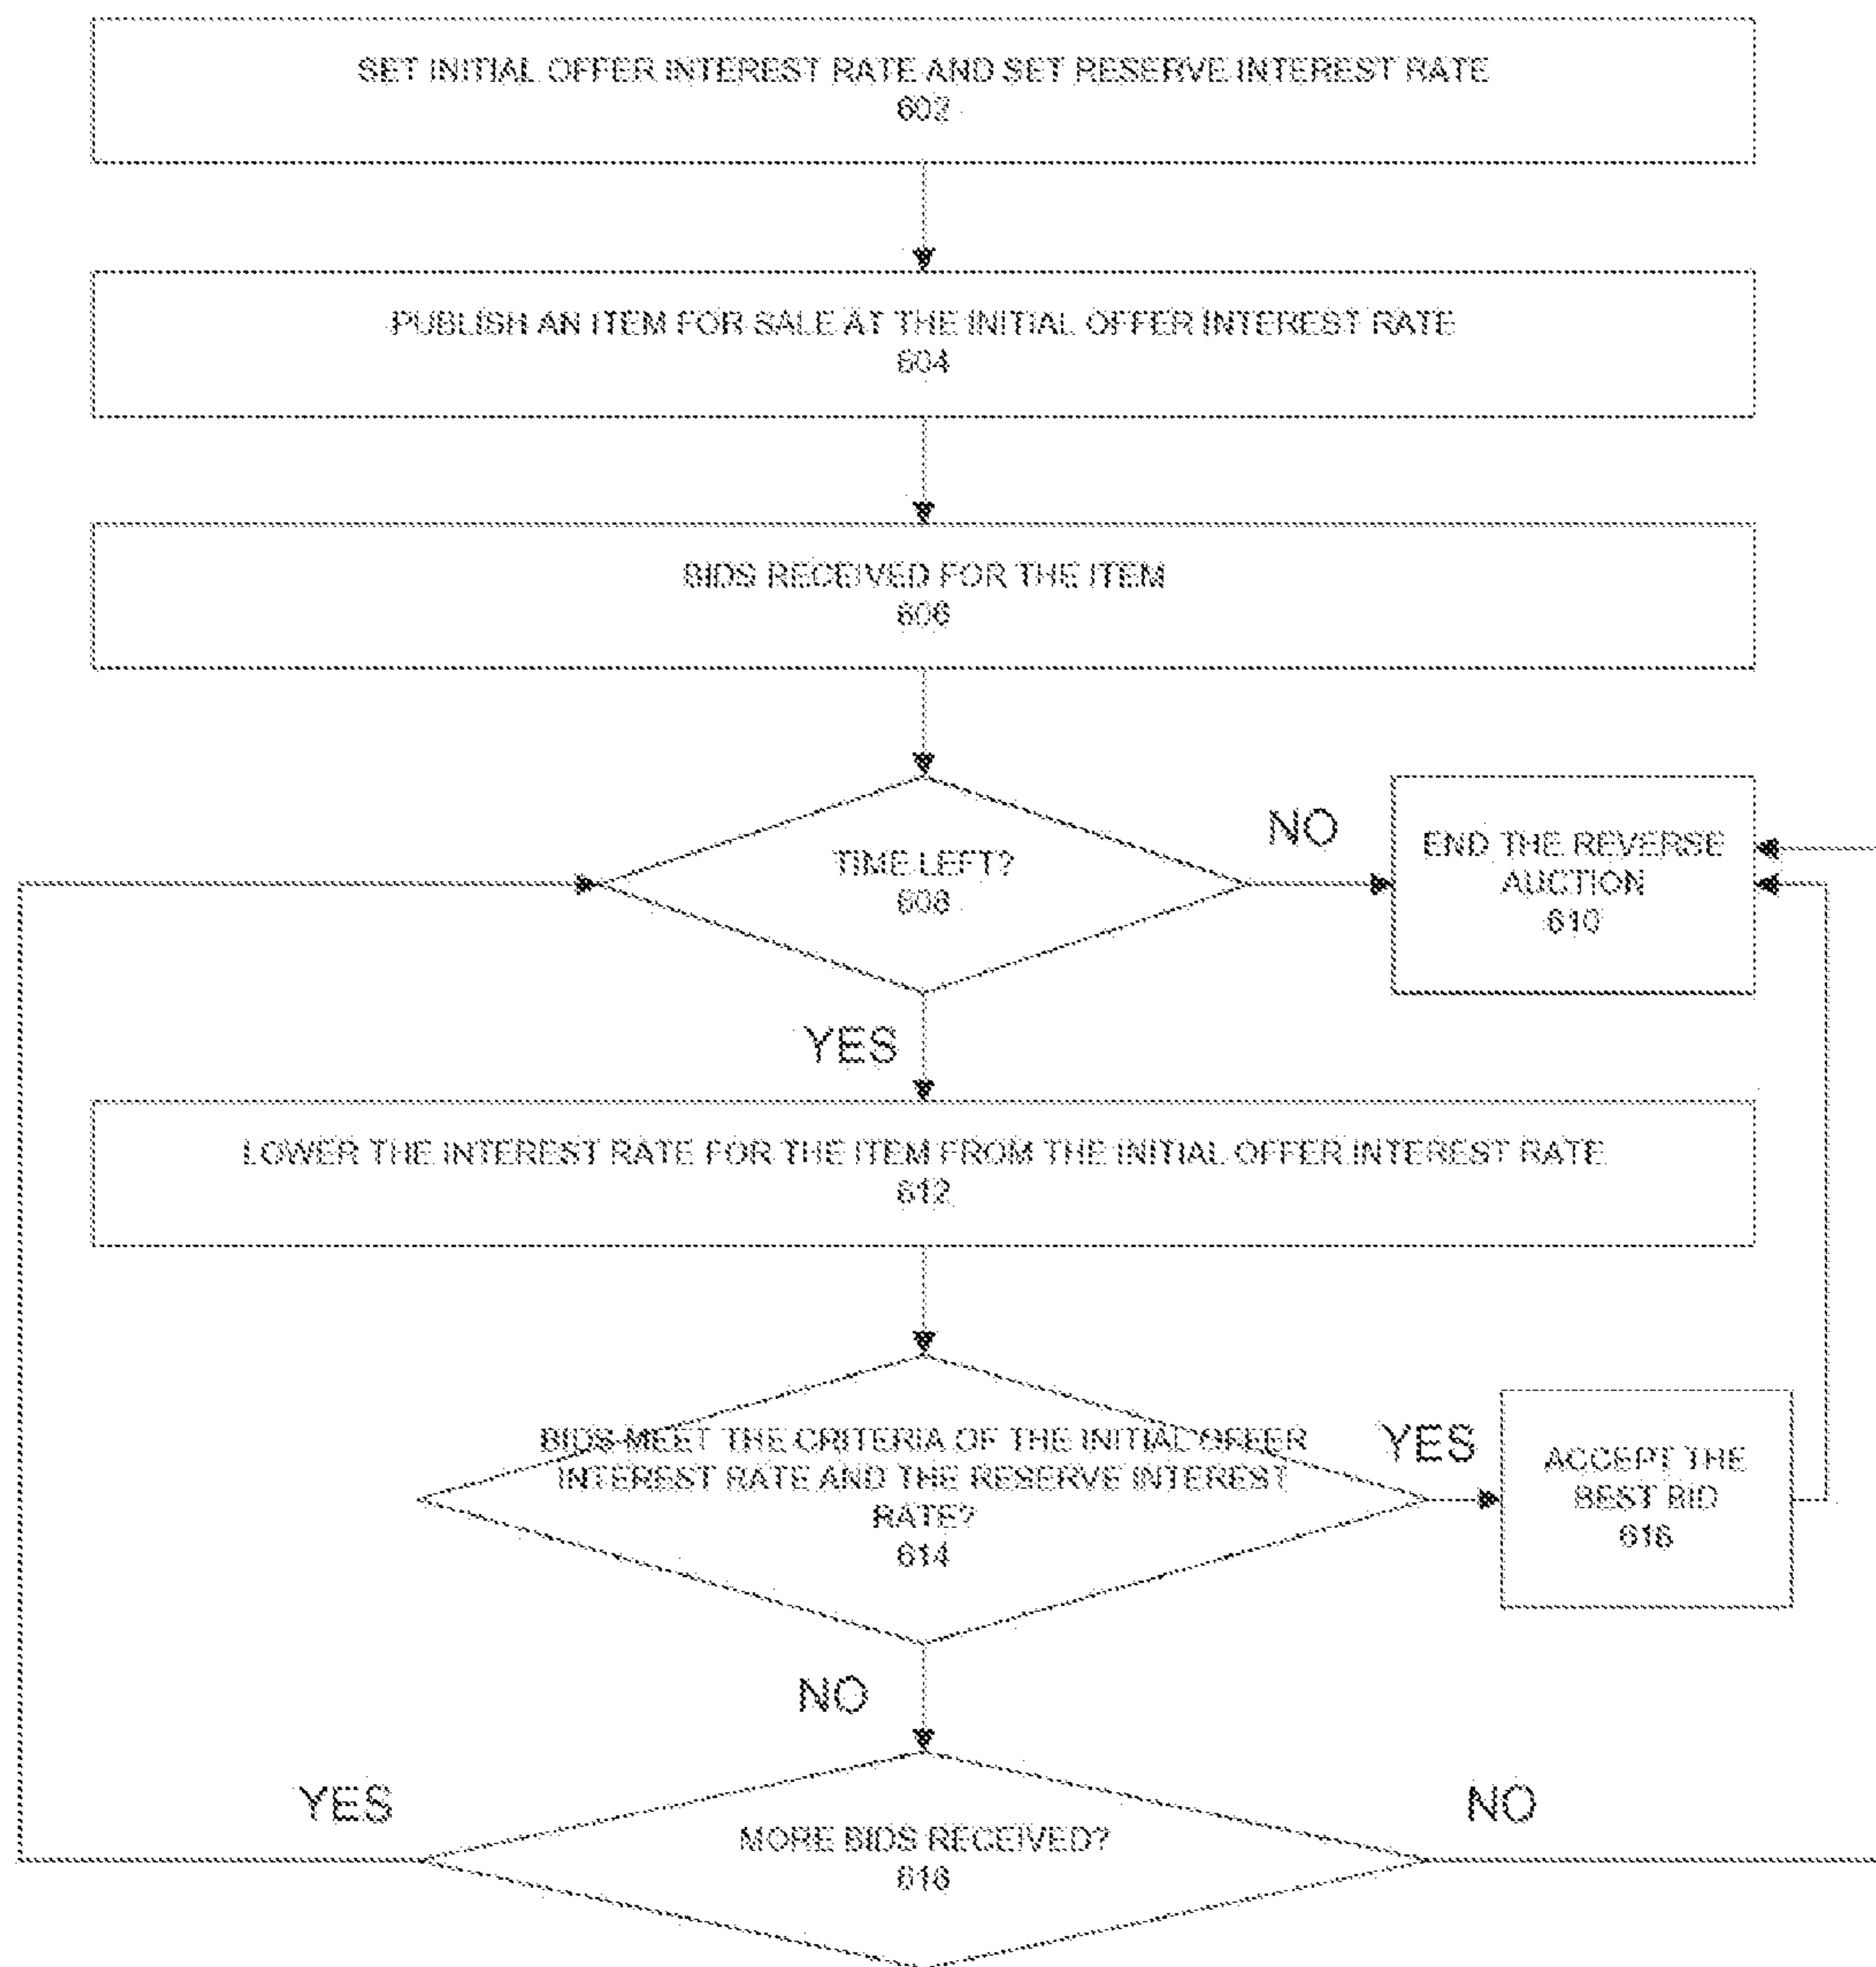 SET INITIAL OFFER INTEREST RATE AND SET RESERVE INTEREST RATE
602
PUBLISH AN ITEM FOR SALE AT THE INITIAL OFFER INTEREST RATE
604
BIDS RECEIVED FOR THE ITEM
606
TIME LEFT?
608
NO
END THE REVERSE
AUCTION
610
YES
LOWER THE INTEREST RATE FOR THE ITEM FROM THE INITIAL OFFER INTEREST RATE
612
BIDS MEET THE CRITERIA OF THE INITIAL OFFER
INTEREST RATE AND THE RESERVE INTEREST
RATE?
614
YES
ACCEPT THE
BEST BID
616
NO
YES
MORE BIDS RECEIVED?
NO